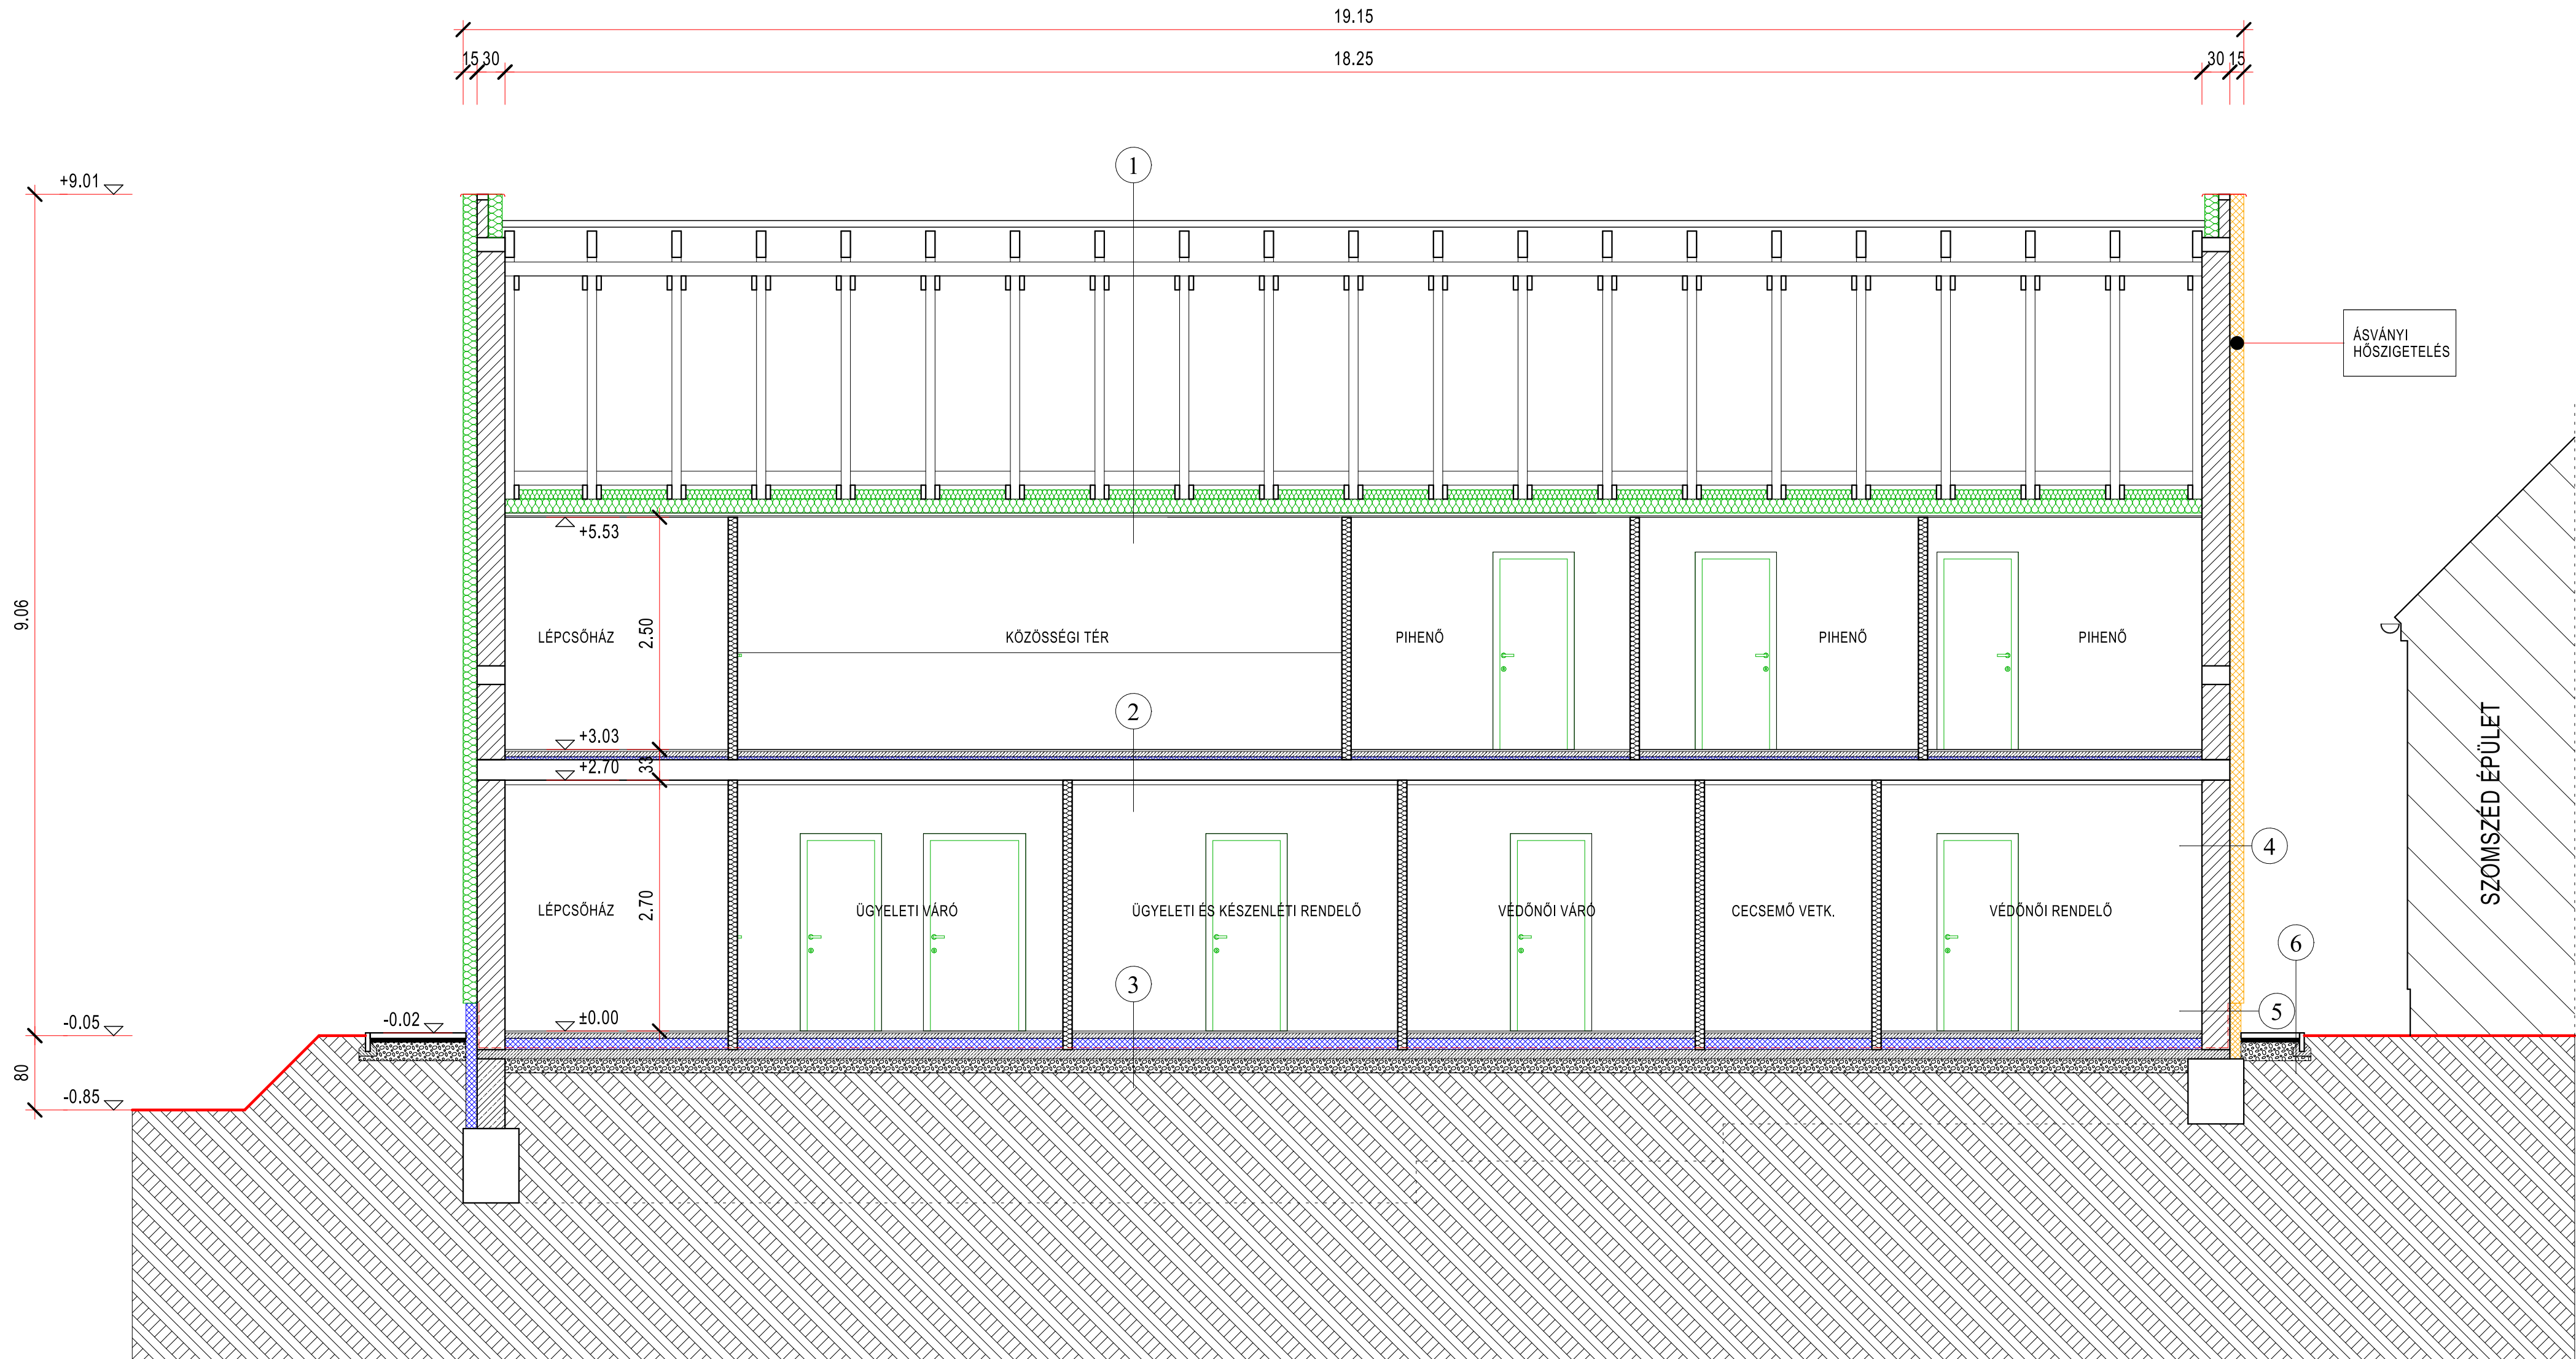 19.15
15 30 18.25 30 15
1
+9.01
ÁSVÁNYI
HŐSZIGETELÉS
+5.53
9.06
LÉPCSŐHÁZ
2.50
KÖZÖSSÉGI TÉR
PIHENŐ
PIHENŐ
PIHENŐ
2
+3.03
+2.70
33
SZOMSZÉD ÉPÜLET
4
LÉPCSŐHÁZ
2.70
ÜGYELETI VÁRÓ
ÜGYELETI ÉS KÉSZENLÉTI RENDELŐ
VÉDŐNŐI VÁRÓ
CECSEMŐ VETK.
VÉDŐNŐI RENDELŐ
6
3
5
-0.05
-0.02
±0.00
80
-0.85